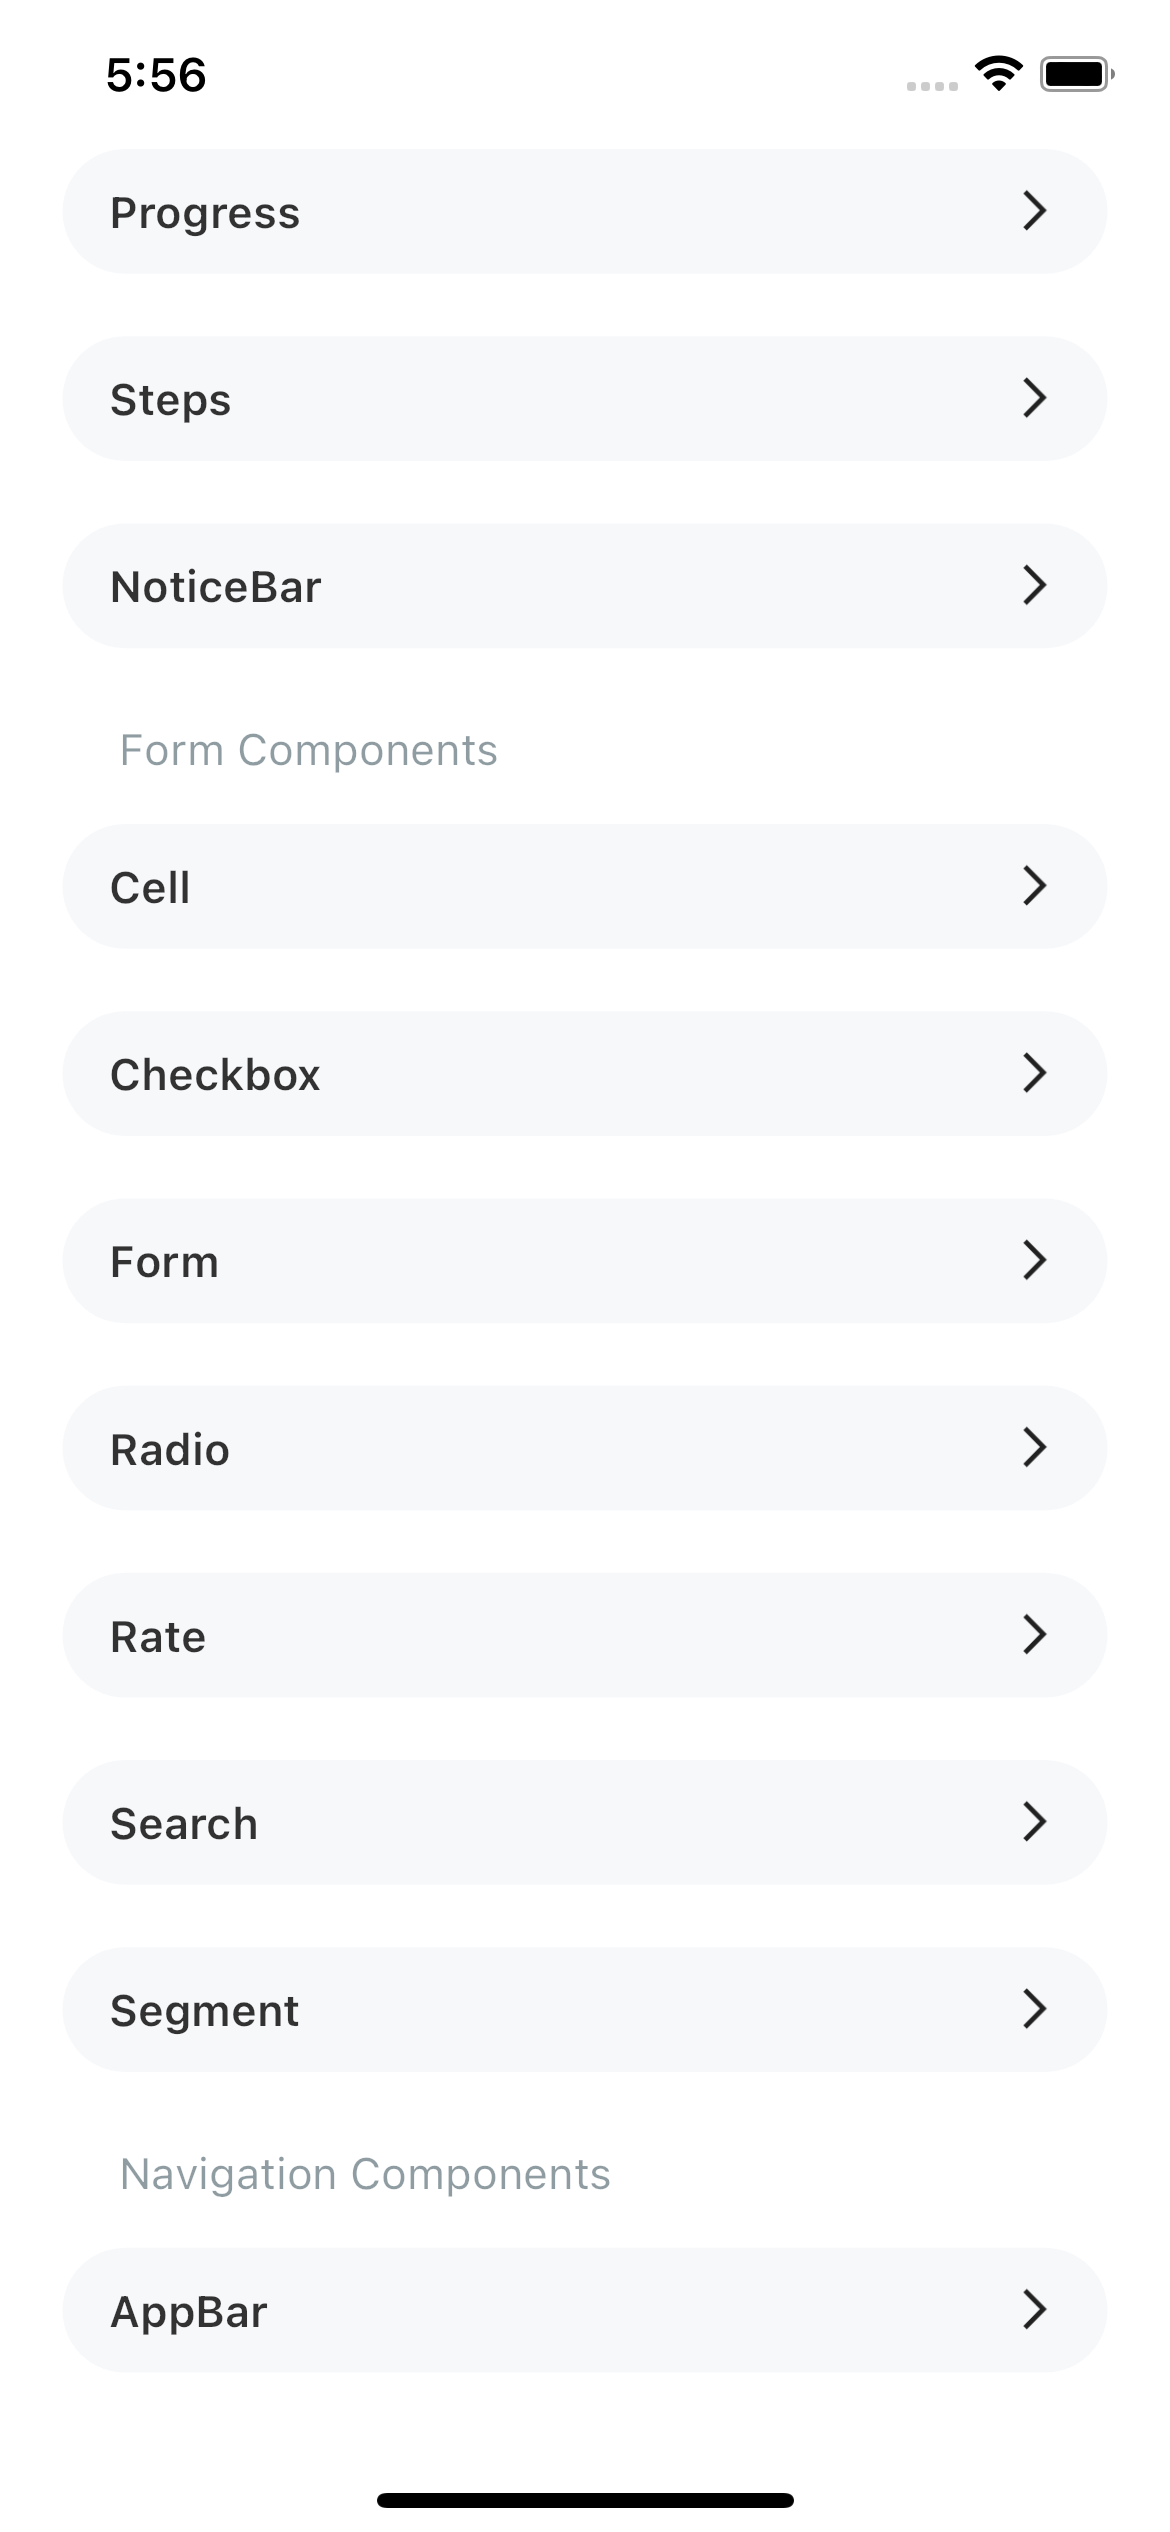 5:56
Progress
Steps
NoticeBar
Form Components
Cell
Checkbox
Form
Radio
Rate
Search
Segment
Navigation Components
AppBar